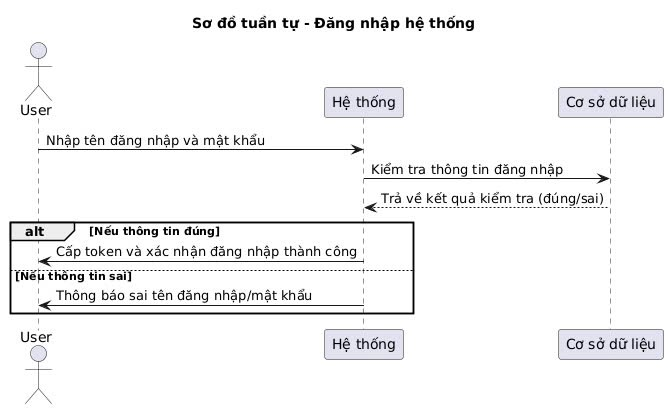 Sơ đồ tuần tự - Đăng nhập hệ thống
User
Hệ thống
Cơ sở dữ liệu
Nhập tên đăng nhập và mật khẩu
Kiểm tra thông tin đăng nhập
Trả về kết quả kiểm tra (đúng/sai)
alt [Nếu thông tin đúng]
Cấp token và xác nhận đăng nhập thành công
[Nếu thông tin sai]
Thông báo sai tên đăng nhập/mật khẩu
User
Hệ thống
Cơ sở dữ liệu